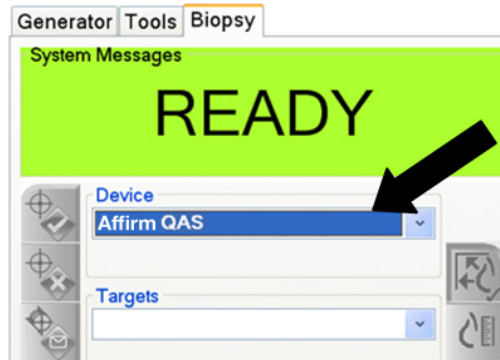 Generator Tools Biopsy
System Messages
READY
Device
Affirm QAS
Targets